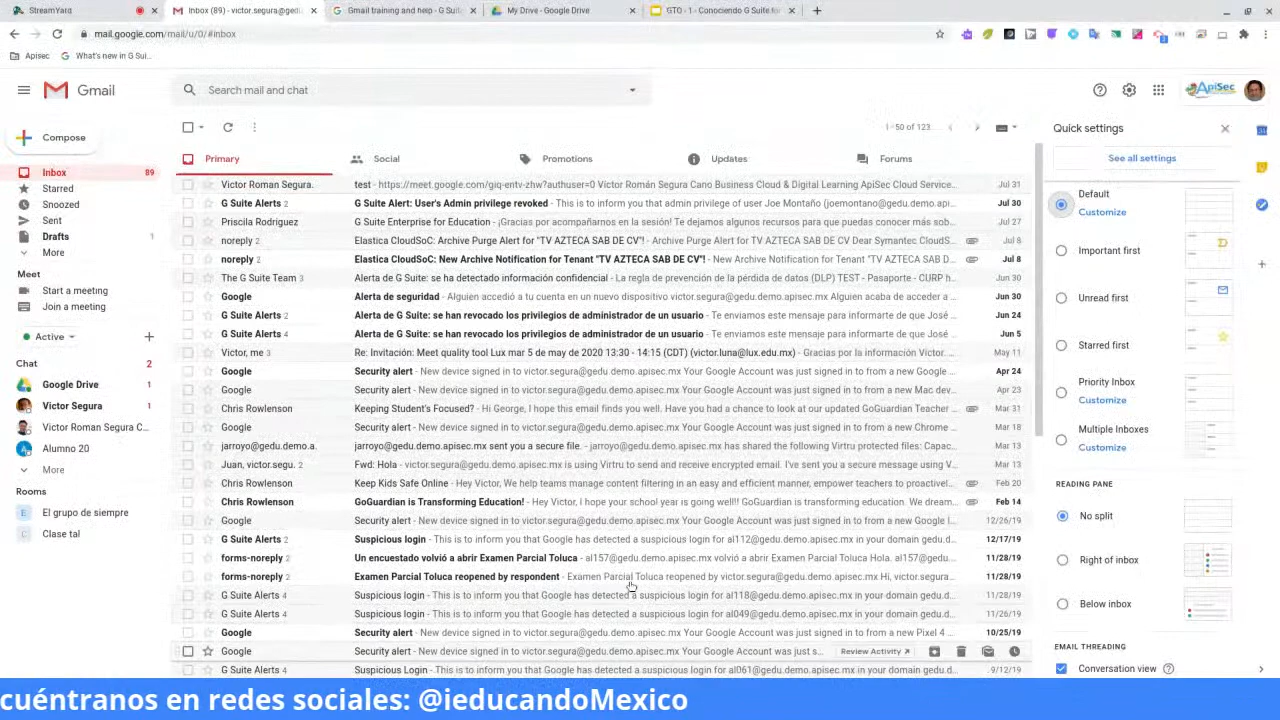 StreamYard
Inbox (89) - victor.segura@gedu
Gmail training and help - G Suit
My Drive - Google Drive
GTO - 1 - Conociendo G Suite for
mail.google.com/mail/u/0/#inbox
Apisec
What's new in G Sui...
Gmail
Search mail and chat
ApiSec
Compose
1–50 of 123
Quick settings
See all settings
Inbox 89
Starred
Snoozed
Sent
Drafts 1
More
Meet
Start a meeting
Join a meeting
Active
Chat 2
Google Drive 1
Victor Segura 1
Victor Roman Segura C...
Alumno 20
More
Rooms
E El grupo de siempre
C Clase tal
Primary
Social
Promotions
Updates
Forums
Victor Roman Segura. test - https://meet.google.com/giq-entv-zhw?authuser=0 Víctor Román Segura Cano Business Cloud & Digital Learning ApiSec Cloud Service... Jul 31
G Suite Alerts 2 G Suite Alert: User's Admin privilege revoked - This is to inform you that admin privilege of user Joe Montaño (joemontano@gedu.demo.api... Jul 30
Priscila Rodriguez G Suite Enterprise for Education - ¡Gracias por acompañarnos en la sesión! Te dejamos algunos recursos para que puedas conocer más sob... Jul 27
noreply 2 Elastica CloudSoC: Archive Purge Alert for "TV AZTECA SAB DE CV"! - Archive Purge Alert for TV AZTECA SAB DE CV Dear Symantec CloudS... Jul 8
noreply 2 Elastica CloudSoC: New Archive Notification for Tenant "TV AZTECA SAB DE CV"! - New Archive Notification for Tenant "TV AZTECA SAB DE ... Jul 8
The G Suite Team 3 Alerta de G Suite: se ha detectado información confidencial - La regla de prevención de la pérdida de datos (DLP) TEST - Pasaporte - CURP h... Jun 30
Google Alerta de seguridad - Alguien accedió a tu cuenta en un nuevo dispositivo victor.segura@gedu.demo.apisec.mx Alguien acaba de acceder a ... Jun 30
G Suite Alerts 2 Alerta de G Suite: se han revocado los privilegios de administrador de un usuario - Te enviamos este mensaje para informarte de que José ... Jun 24
G Suite Alerts 4 Alerta de G Suite: se han revocado los privilegios de administrador de un usuario - Te enviamos este mensaje para informarte de que José ... Jun 5
Victor, me 3 Re: Invitación: Meet quality tool Lux mar 5 de may de 2020 13:30 - 14:15 (CDT) (victor.luna@lux.edu.mx) - Gracias por la información Victor. ... May 11
Google Security alert - New device signed in to victor.segura@gedu.demo.apisec.mx Your Google Account was just signed in to from a new Google ... Apr 24
Google Security alert - New device signed in to victor.segura@gedu.demo.apisec.mx Your Google Account was just signed in to from a new Mac dev... Apr 23
Chris Rowlenson Keeping Student's Focused? - Hi George, I hope this email finds you well. Have you had a chance to look at our updated GoGuardian Teacher ... Mar 31
Google Security alert - New device signed in to victor.segura@gedu.demo.apisec.mx Your Google Account was just signed in to from a new Chrome ... Mar 18
jarroyo@gedu.demo.a. jarroyo@gedu.demo.apisec.mx sent you a secure file. - jarroyo@gedu.demo.apisec.mx has shared the following Virtru protected files: Capac... Mar 13
Juan, victor.segu. 2 Fwd: Hola - victor.segura@gedu.demo.apisec.mx is using Virtru to send and receive encrypted email. I've sent you a secure message using V... Mar 13
Chris Rowlenson Keep Kids Safe Online - Hey Victor, We help teams manage content filtering in an easy and efficient manner, empower teachers to proactivel... Feb 20
Chris Rowlenson GoGuardian is Transforming Education! - Hey Victor, I hope your school year is going well!!! GoGuardian is transforming education. We dream... Feb 14
Google Security alert - New device signed in to victor.segura@gedu.demo.apisec.mx Your Google Account was just signed in to from a new Google l... 12/26/19
G Suite Alerts 2 Suspicious login - This is to inform you that Google has detected a suspicious login for al112@gedu.demo.apisec.mx in your domain gedu.d... 12/17/19
forms-noreply 2 Un encuestado volvió a abrir Examen Parcial Toluca - al157@gedu.demo.apisec.mx volvió a abrir Examen Parcial Toluca Hola. al157@gedu.... 11/28/19
forms-noreply 2 Examen Parcial Toluca reopened by respondent - Examen Parcial Toluca reopened by victor.segura@gedu.demo.apisec.mx Hi, victor.segura... 11/28/19
G Suite Alerts 4 Suspicious login - This is to inform you that Google has detected a suspicious login for al118@gedu.demo.apisec.mx in your domain gedu.d... 11/28/19
G Suite Alerts 4 Suspicious login - This is to inform you that Google has detected a suspicious login for al049@gedu.demo.apisec.mx in your domain gedu.d... 11/26/19
Google Security alert - New device signed in to victor.segura@gedu.demo.apisec.mx Your Google Account was just signed in to from a new Pixel 4 ... 10/25/19
Google Security alert - New device signed in to victor.segura@gedu.demo.apisec.mx Your Google Account was just s... Review Activity
G Suite Alerts 4 Suspicious Login - This is to inform you that Google has detected a suspicious login for al061@gedu.demo.apisec.mx in your domain gedu.d... 9/12/19
Default
Customize
Important first
Unread first
Starred first
Priority Inbox
Customize
Multiple Inboxes
Customize
READING PANE
No split
Right of inbox
Below inbox
EMAIL THREADING
Conversation view
cuéntranos en redes sociales: @ieducandoMexico